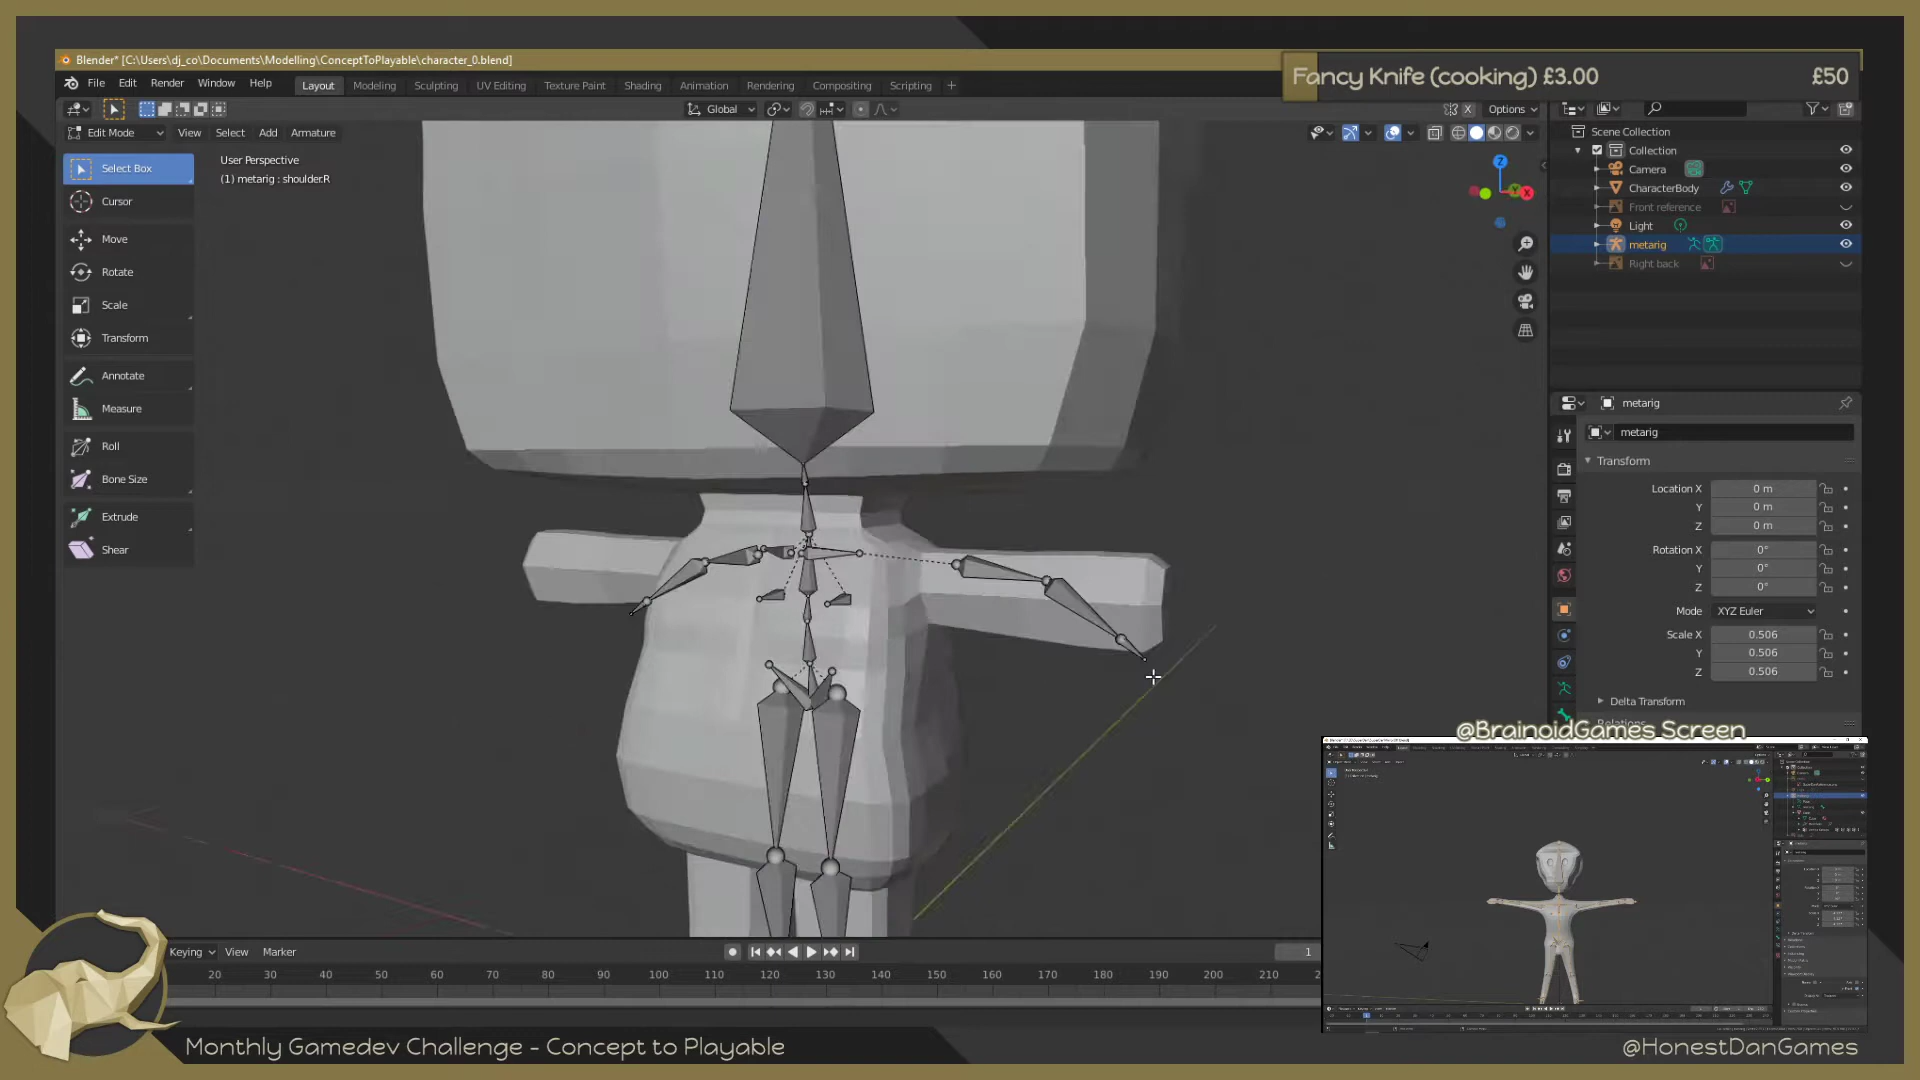 Blender* [C:\Users\dj_co\Documents\Modelling\ConceptToPlayable\character_0.blend]
Fancy Knife (cooking) £3.00 £50
File Edit Render Window Help Layout Modeling Sculpting UV Editing Texture Paint Shading Animation Rendering Compositing Scripting +
Global Options
Edit Mode View Select Add Armature
User Perspective
(1) metarig : shoulder.R
Select Box
Cursor
Move
Rotate
Scale
Transform
Annotate
Measure
Roll
Bone Size
Extrude
Shear
Z
X
Scene Collection
Collection
Camera
CharacterBody
Front reference
Light
metarig
Right back
metarig
metarig
Transform
Location X 0 m
Y 0 m
Z 0 m
Rotation X 0°
Y 0°
Z 0°
Mode XYZ Euler
Scale X 0.506
Y 0.506
Z 0.506
Delta Transform
Relations
@BrainoidGames Screen
Keying View Marker 1
20 30 40 50 60 70 80 90 100 110 120 130 140 150 160 170 180 190 200 210
Monthly Gamedev Challenge - Concept to Playable
@HonestDanGames